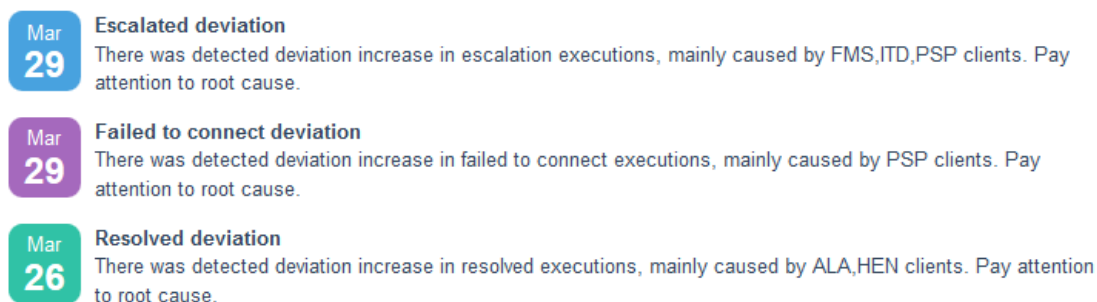 Mar
29
Escalated deviation
There was detected deviation increase in escalation executions, mainly caused by FMS,ITD,PSP clients. Pay
attention to root cause.
Mar
29
Failed to connect deviation
There was detected deviation increase in failed to connect executions, mainly caused by PSP clients. Pay
attention to root cause.
Mar
26
Resolved deviation
There was detected deviation increase in resolved executions, mainly caused by ALA,HEN clients. Pay attention
to root cause.